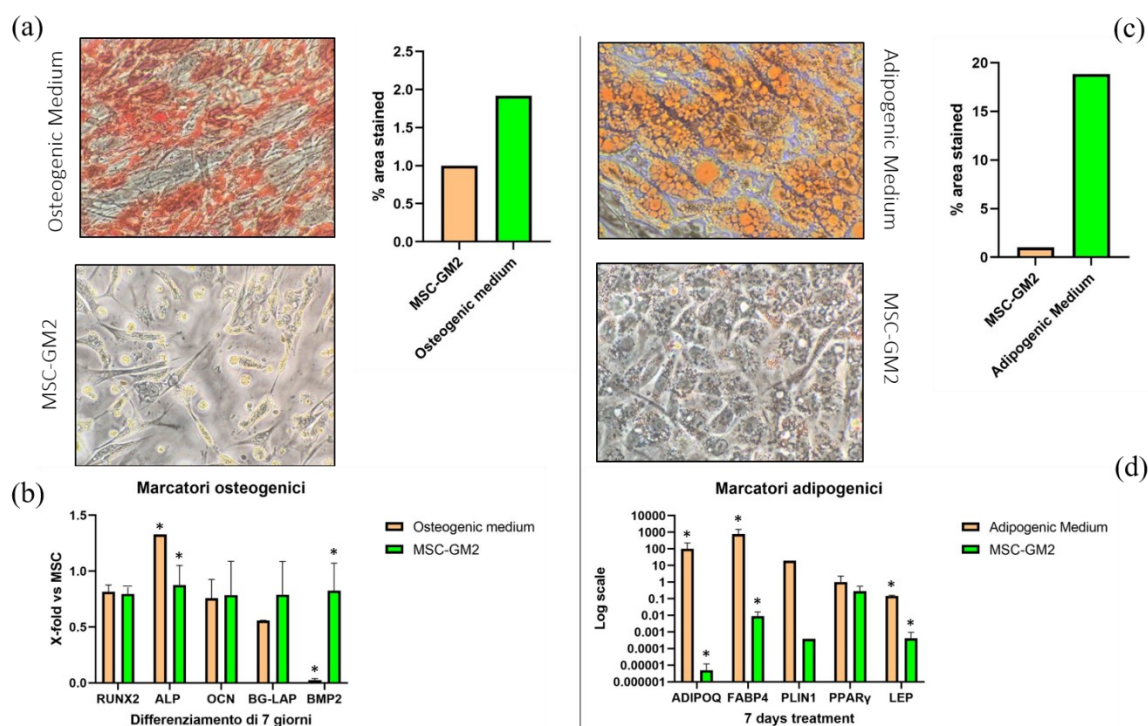 (a)
Osteogenic Medium
MSC-GM2
% area stained
2.5
2.0
1.5
1.0
0.5
0.0
MSC-GM2
Osteogenic medium
(c)
Adipogenic Medium
MSC-GM2
% area stained
20
15
10
5
0
MSC-GM2
Adipogenic Medium
(b)
Marcatori osteogenici
X-fold vs MSC
1.5
1.0
0.5
0.0
* * * *
RUNX2 ALP OCN BG-LAP BMP2
Differenziamento di 7 giorni
Osteogenic medium
MSC-GM2
(d)
Marcatori adipogenici
Log scale
10000
1000
100
10
1
0.1
0.01
0.001
0.0001
0.00001
0.000001
* * * * * *
ADIPOQ FABP4 PLIN1 PPARγ LEP
7 days treatment
Adipogenic Medium
MSC-GM2